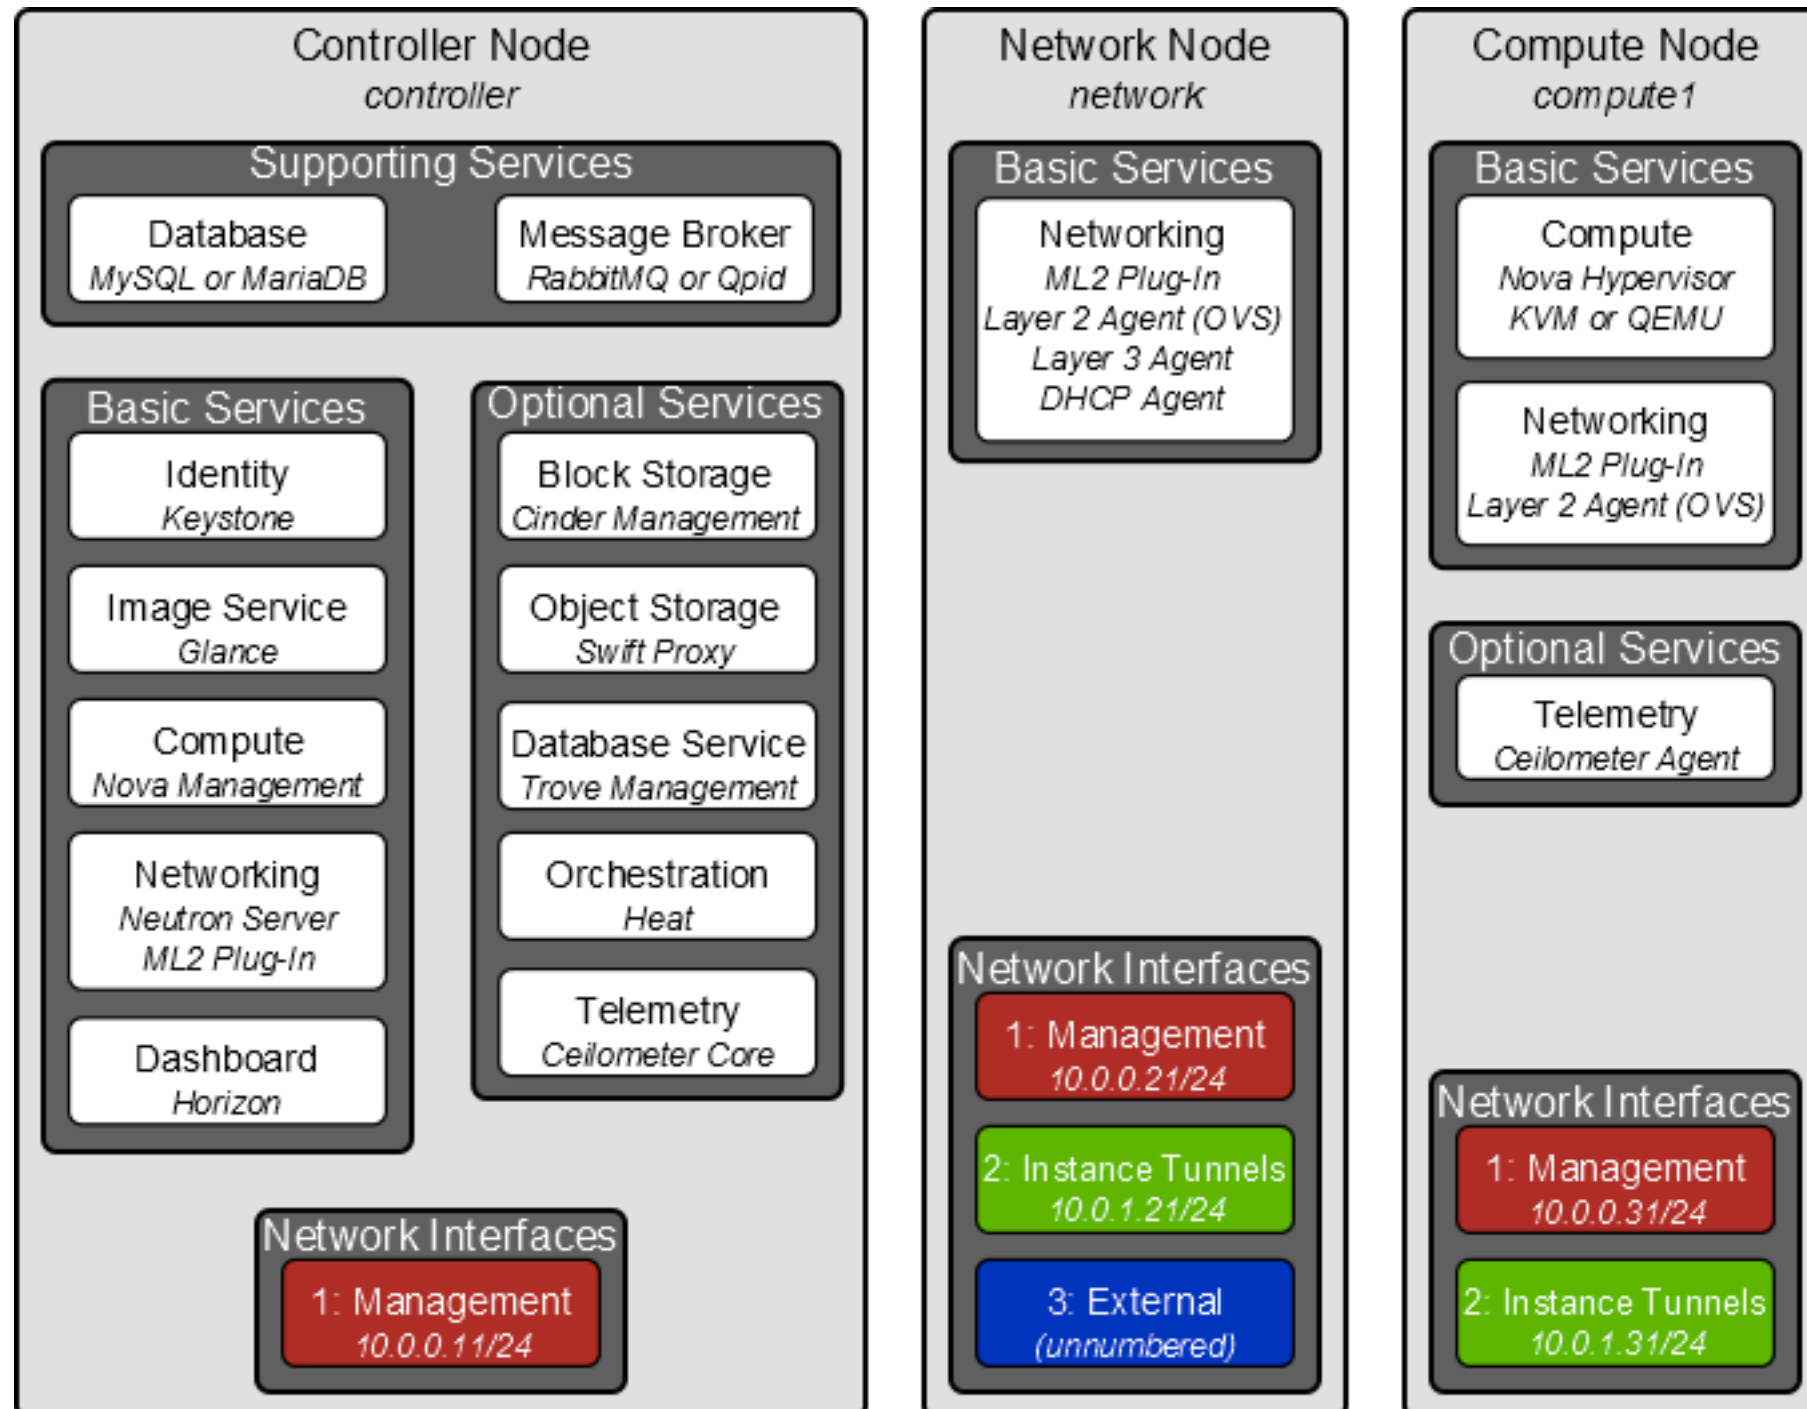 Controller Node
controller
Supporting Services
Database
MySQL or MariaDB
Message Broker
RabbitMQ or Qpid
Basic Services
Identity
Keystone
Image Service
Glance
Compute
Nova Management
Networking
Neutron Server
ML2 Plug-In
Dashboard
Horizon
Optional Services
Block Storage
Cinder Management
Object Storage
Swift Proxy
Database Service
Trove Management
Orchestration
Heat
Telemetry
Ceilometer Core
Network Interfaces
1: Management
10.0.0.11/24
Network Node
network
Basic Services
Networking
ML2 Plug-In
Layer 2 Agent (OVS)
Layer 3 Agent
DHCP Agent
Network Interfaces
1: Management
10.0.0.21/24
2: Instance Tunnels
10.0.1.21/24
3: External
(unnumbered)
Compute Node
compute1
Basic Services
Compute
Nova Hypervisor
KVM or QEMU
Networking
ML2 Plug-In
Layer 2 Agent (OVS)
Optional Services
Telemetry
Ceilometer Agent
Network Interfaces
1: Management
10.0.0.31/24
2: Instance Tunnels
10.0.1.31/24